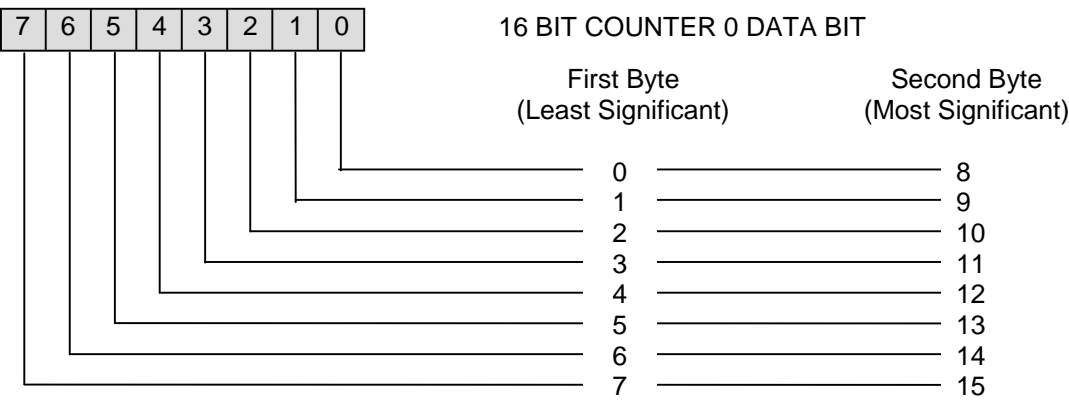 7 6 5 4 3 2 1 0 16 BIT COUNTER 0 DATA BIT
First Byte Second Byte
(Least Significant) (Most Significant)
0 8
1 9
2 10
3 11
4 12
5 13
6 14
7 15